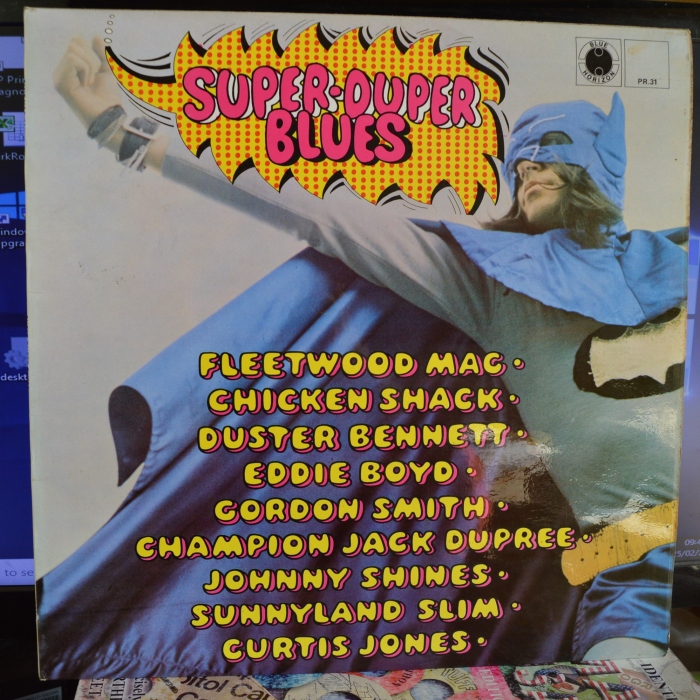 SUPER-DUPER
BLUES
BLUE
HORIZON
PR.31
FLEETWOOD MAC •
CHICKEN SHACK •
DUSTER BENNETT •
EDDIE BOYD •
GORDON SMITH •
CHAMPION JACK DUPREE •
JOHNNY SHINES •
SUNNYLAND SLIM •
CURTIS JONES •